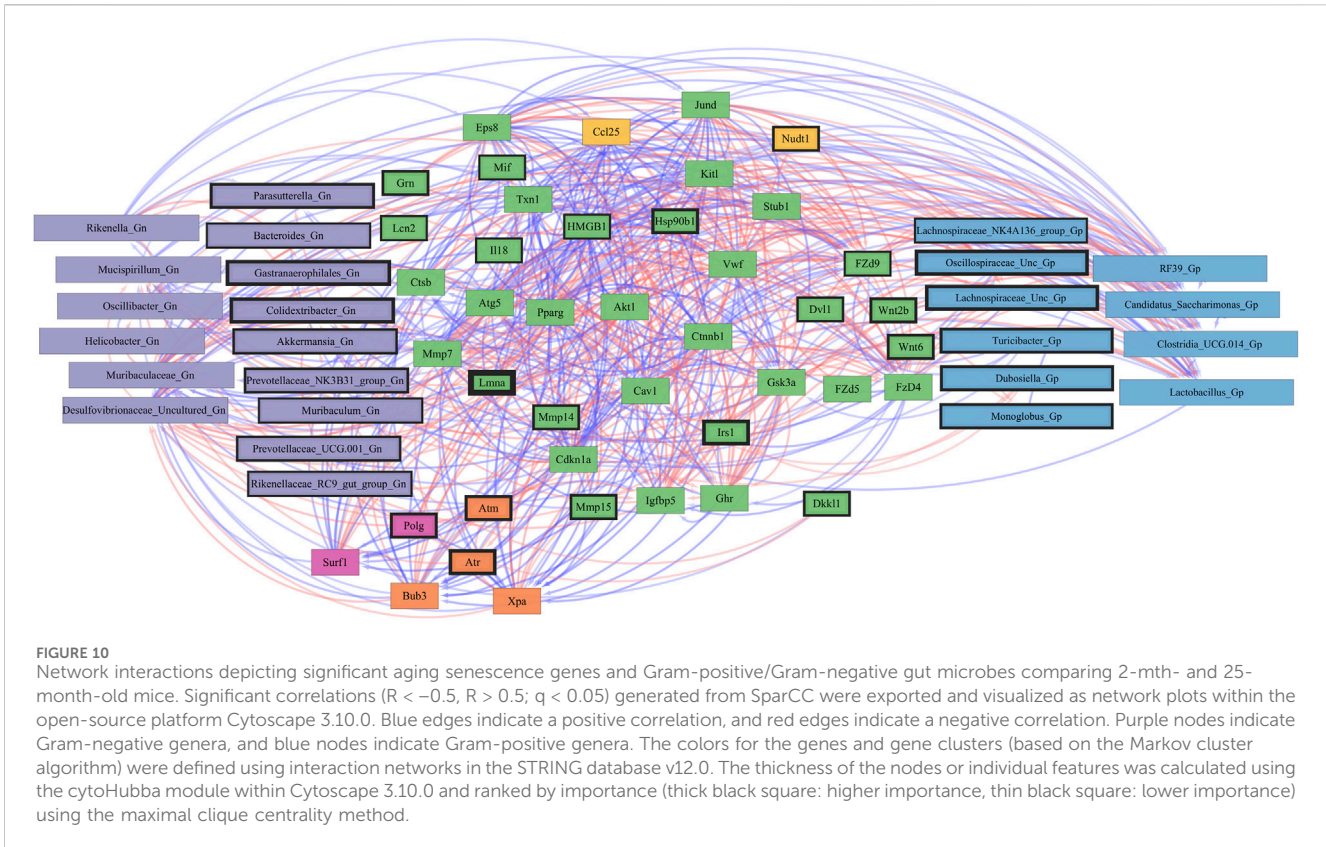 Jund
Eps8
Ccl25
Nudt1
Mif
Kitl
Grn
Txn1
Parasutterella_Gn
Stub1
Rikenella_Gn
Lcn2
HMGB1
Hsp90b1
Bacteroides_Gn
Lachnospiraceae_NK4A136_group_Gp
Il18
Oscillospiraceae_Unc_Gp
Mucispirillum_Gn
Gastranaerophilales_Gn
Vwf
FZd9
RF39_Gp
Ctsb
Lachnospiraceae_Unc_Gp
Oscillibacter_Gn
Colidextribacter_Gn
Atg5
Pparg
Akt1
Dvl1
Wnt2b
Candidatus_Saccharimonas_Gp
Helicobacter_Gn
Akkermansia_Gn
Ctnnb1
Wnt6
Turicibacter_Gp
Clostridia_UCG.014_Gp
Mmp7
Muribaculaceae_Gn
Prevotellaceae_NK3B31_group_Gn
Lmna
Cav1
Gsk3a
FZd5
FzD4
Dubosiella_Gp
Lactobacillus_Gp
Desulfovibrionaceae_Uncultured_Gn
Muribaculum_Gn
Mmp14
Irs1
Monoglobus_Gp
Prevotellaceae_UCG.001_Gn
Cdkn1a
Rikenellaceae_RC9_gut_group_Gn
Igfbp5
Ghr
Dkkl1
Atm
Mmp15
Polg
Surf1
Atr
Bub3
Xpa
FIGURE 10
Network interactions depicting significant aging senescence genes and Gram-positive/Gram-negative gut microbes comparing 2-mth- and 25-
month-old mice. Significant correlations (R < −0.5, R > 0.5; q < 0.05) generated from SparCC were exported and visualized as network plots within the
open-source platform Cytoscape 3.10.0. Blue edges indicate a positive correlation, and red edges indicate a negative correlation. Purple nodes indicate
Gram-negative genera, and blue nodes indicate Gram-positive genera. The colors for the genes and gene clusters (based on the Markov cluster
algorithm) were defined using interaction networks in the STRING database v12.0. The thickness of the nodes or individual features was calculated using
the cytoHubba module within Cytoscape 3.10.0 and ranked by importance (thick black square: higher importance, thin black square: lower importance)
using the maximal clique centrality method.